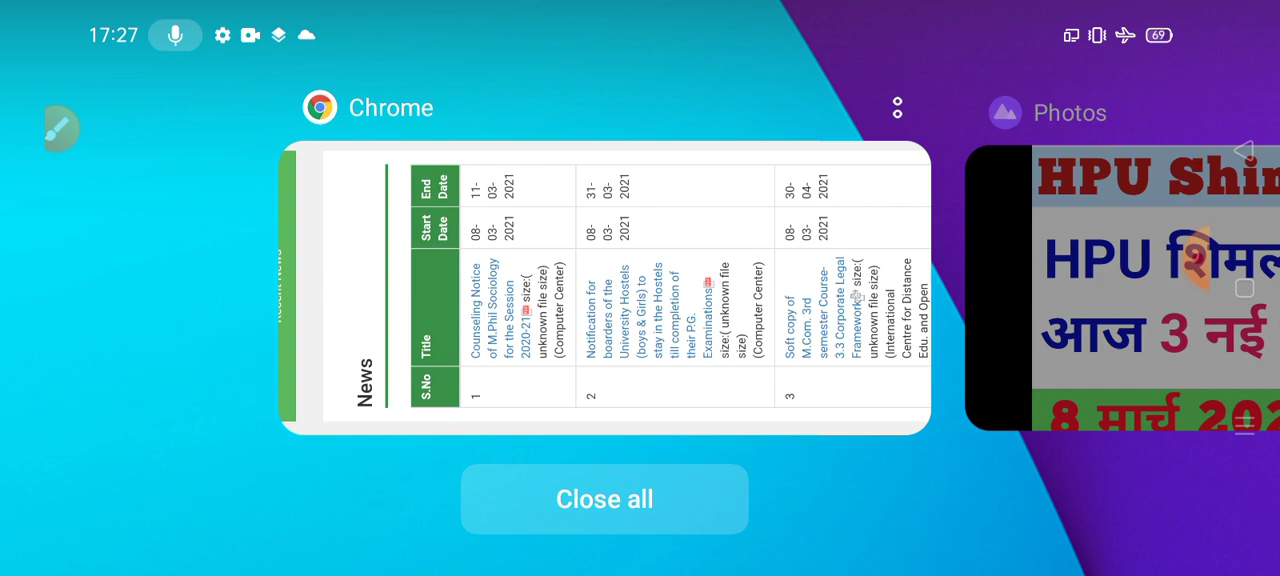 17:27
69
Chrome
Photos
Recent News
News
S.No
Title
Start
Date
End
Date
1
Counseling Notice
of M.Phil Sociology
for the Session
2020-21 size:(
unknown file size)
(Computer Center)
08-
03-
2021
11-
03-
2021
2
Notification for
boarders of the
University Hostels
(boys & Girls) to
stay in the Hostels
till completion of
their P.G.
Examinations
size:( unknown file
size)
(Computer Center)
08-
03-
2021
31-
03-
2021
3
Soft copy of
M.Com. 3rd
semester Course-
3.3 Corporate Legal
Framework size:(
unknown file size)
(International
Centre for Distance
Edu. and Open
08-
03-
2021
30-
04-
2021
HPU Shim
HPU शिमल
आज 3 नई
8 मार्च 202
Close all